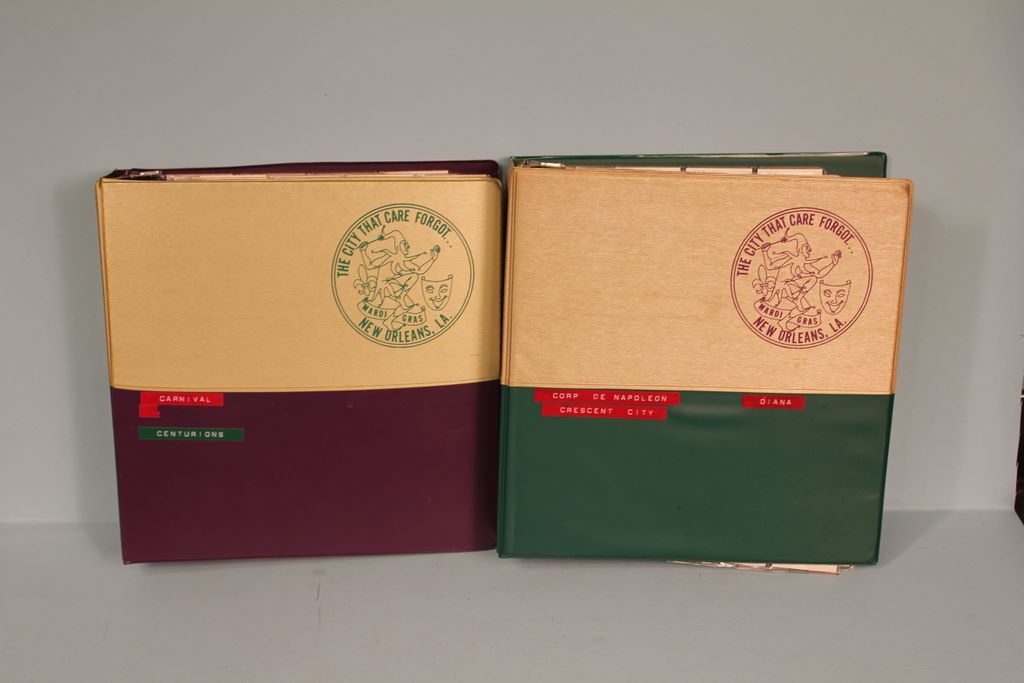 THE CITY THAT CARE FORGOT...
MARDI GRAS
NEW ORLEANS, LA.
CARNIVAL
CENTURIONS
THE CITY THAT CARE FORGOT...
MARDI GRAS
NEW ORLEANS, LA.
CORP DE NAPOLEON
CRESCENT CITY
DIANA